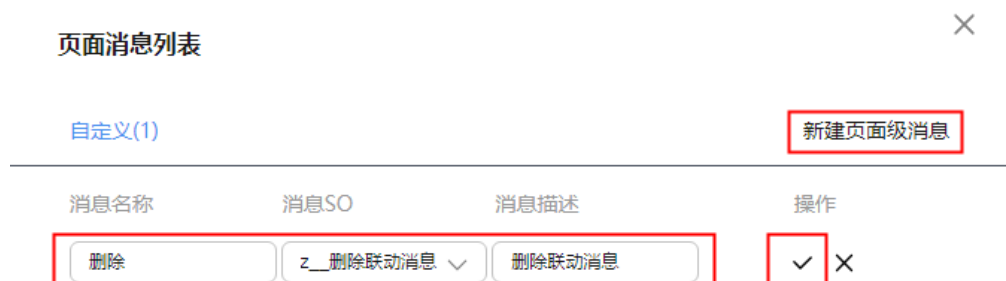 页面消息列表
自定义(1) 新建页面级消息
消息名称 消息SO 消息描述 操作
删除 z__删除联动消息 删除联动消息